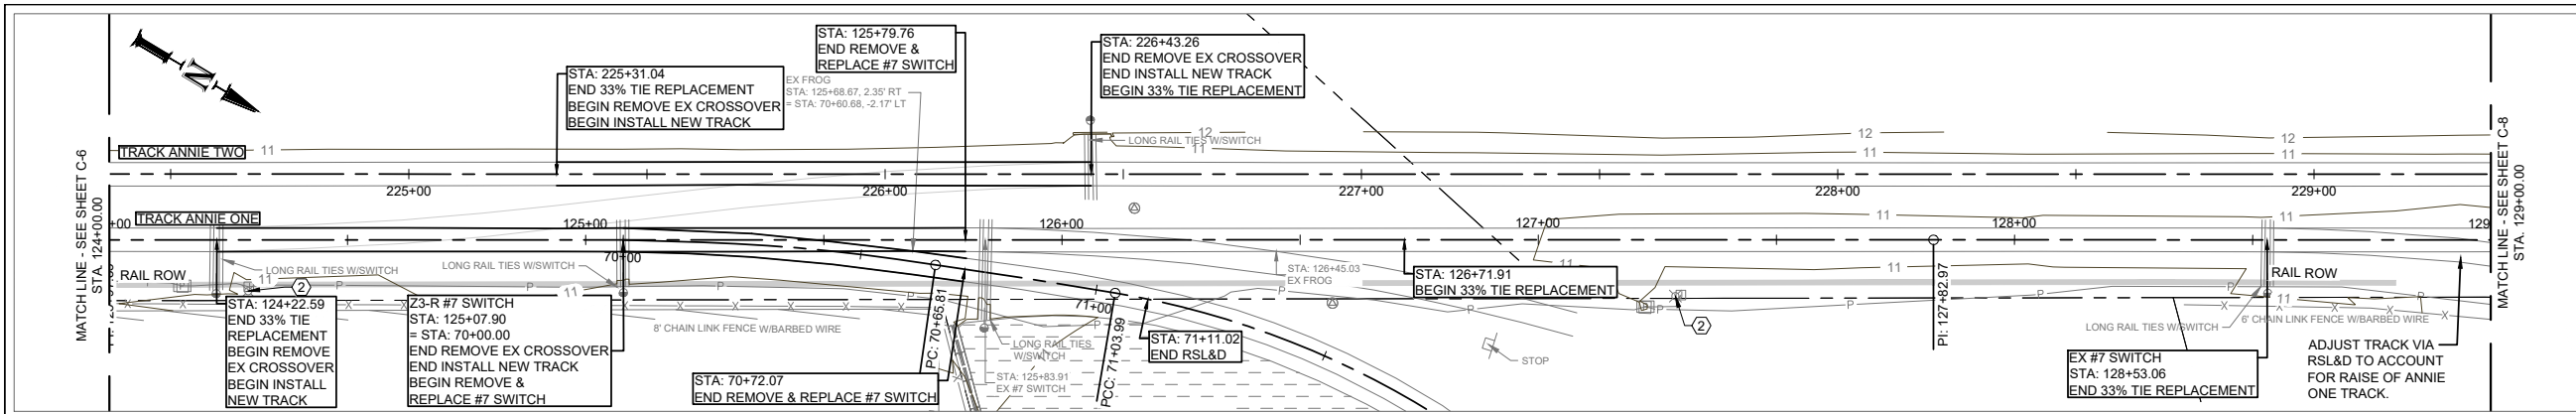 MATCH LINE - SEE SHEET C-6
STA. 124+00.00
N
STA: 225+31.04
END 33% TIE REPLACEMENT
BEGIN REMOVE EX CROSSOVER
BEGIN INSTALL NEW TRACK
EX FROG
STA: 125+68.67, 2.35' RT
= STA: 70+60.68, -2.17' LT
STA: 125+79.76
END REMOVE &
REPLACE #7 SWITCH
STA: 226+43.26
END REMOVE EX CROSSOVER
END INSTALL NEW TRACK
BEGIN 33% TIE REPLACEMENT
LONG RAIL TIES W/SWITCH
12
12
12
11
11
11
11
TRACK ANNIE TWO
225+00
226+00
227+00
228+00
229+00
TRACK ANNIE ONE
+00
125+00
126+00
127+00
128+00
129
11
11
70+00
RAIL ROW
LONG RAIL TIES W/SWITCH
LONG RAIL TIES W/SWITCH
11
2
11
STA: 124+22.59
END 33% TIE
REPLACEMENT
BEGIN REMOVE
EX CROSSOVER
BEGIN INSTALL
NEW TRACK
Z3-R #7 SWITCH
STA: 125+07.90
= STA: 70+00.00
END REMOVE EX CROSSOVER
END INSTALL NEW TRACK
BEGIN REMOVE &
REPLACE #7 SWITCH
8' CHAIN LINK FENCE W/BARBED WIRE
STA: 70+72.07
END REMOVE & REPLACE #7 SWITCH
PC: 70+65.81
LONG RAIL TIES
W/SWITCH
STA: 125+83.91
EX #7 SWITCH
71+00
PCC: 71+03.99
STA: 71+11.02
END RSL&D
STA: 126+45.03
EX FROG
STA: 126+71.91
BEGIN 33% TIE REPLACEMENT
STOP
11
11
2
PI: 127+82.97
RAIL ROW
11
LONG RAIL TIES W/SWITCH
6' CHAIN LINK FENCE W/BARBED WIRE
EX #7 SWITCH
STA: 128+53.06
END 33% TIE REPLACEMENT
ADJUST TRACK VIA
RSL&D TO ACCOUNT
FOR RAISE OF ANNIE
ONE TRACK.
MATCH LINE - SEE SHEET C-8
STA. 129+00.00